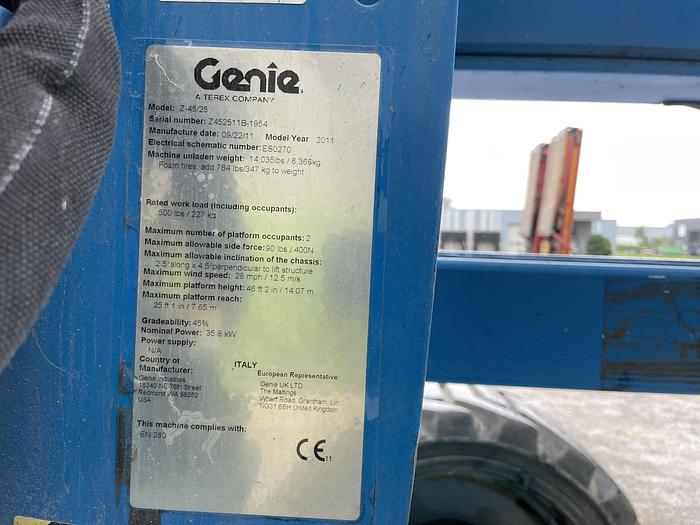 Genie
A TEREX COMPANY
Model: Z-45/25
Serial number: Z452511B-1954
Manufacture date: 09/22/11 Model Year 2011
Electrical schematic number: ES0270
Machine unladen weight: 14,035lbs / 6,366kg
Foam tires, add 764 lbs/347 kg to weight
Rated work load (including occupants):
500 lbs / 227 kg
Maximum number of platform occupants: 2
Maximum allowable side force: 90 lbs / 400N
Maximum allowable inclination of the chassis:
2.5°along x 4.5°perpendicular to lift structure
Maximum wind speed: 28 mph / 12.5 m/s
Maximum platform height: 46 ft 2 in / 14.07 m
Maximum platform reach:
25 ft 1 in / 7.65 m
Gradeability: 45%
Nominal Power: 35.8 kW
Power supply:
N/A
Country of
Manufacturer: ITALY
Genie Industries
18340 NE 76th Street
Redmond WA 98052
USA
European Representative:
Genie UK LTD
The Maltings
Wharf Road, Grantham, Lin
NG31 6BH United Kingdom
This machine complies with:
EN 280
CE 11